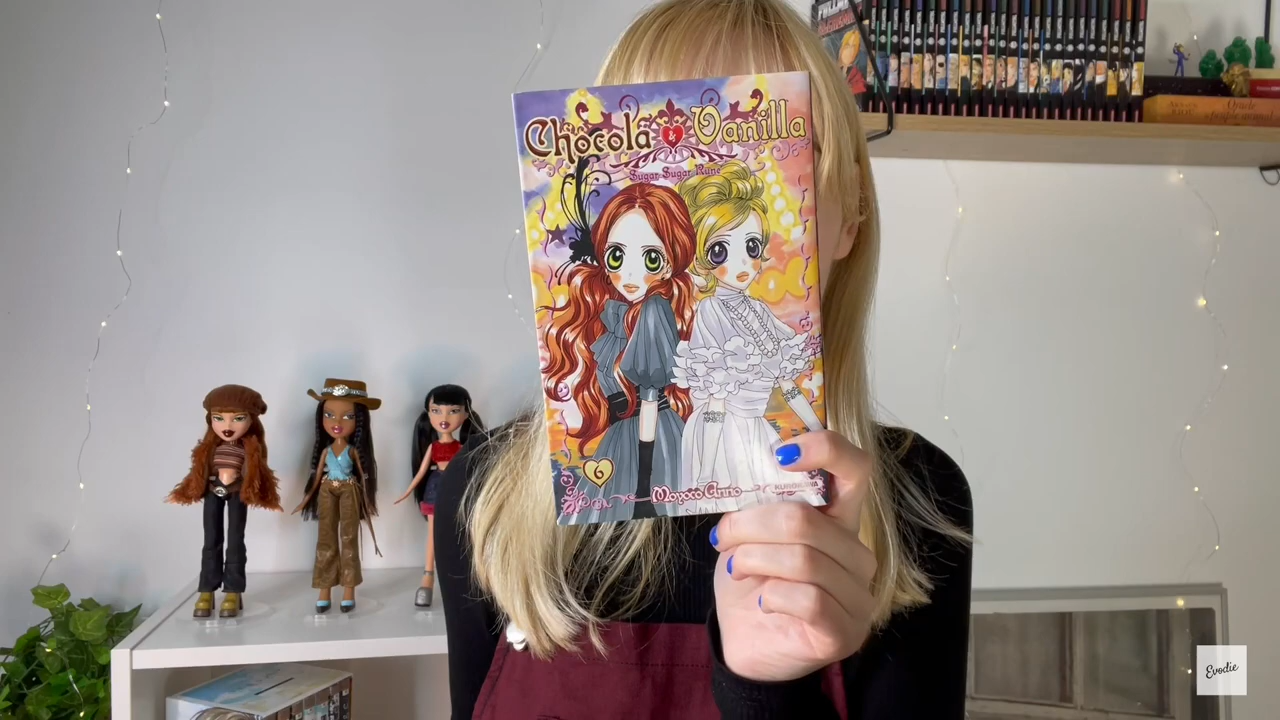 Chocola & Vanilla
Sugar Sugar Rune
6
Moyoco Anno
KUROKAWA
Evodie